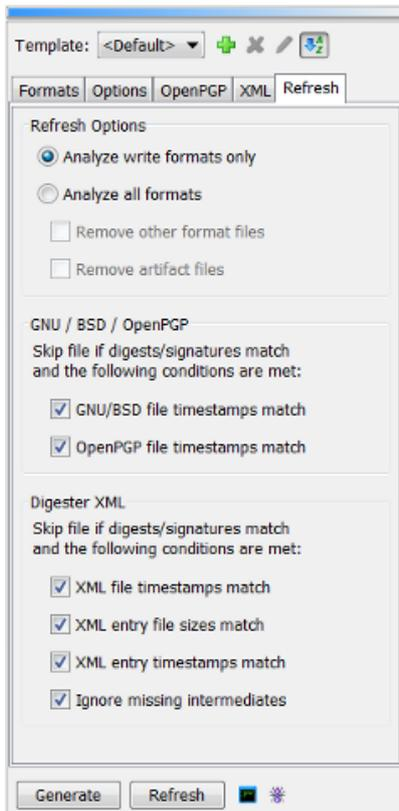 Template: <Default>
Formats Options OpenPGP XML Refresh
Refresh Options
Analyze write formats only
Analyze all formats
Remove other format files
Remove artifact files
GNU / BSD / OpenPGP
Skip file if digests/signatures match
and the following conditions are met:
GNU/BSD file timestamps match
OpenPGP file timestamps match
Digester XML
Skip file if digests/signatures match
and the following conditions are met:
XML file timestamps match
XML entry file sizes match
XML entry timestamps match
Ignore missing intermediates
Generate Refresh